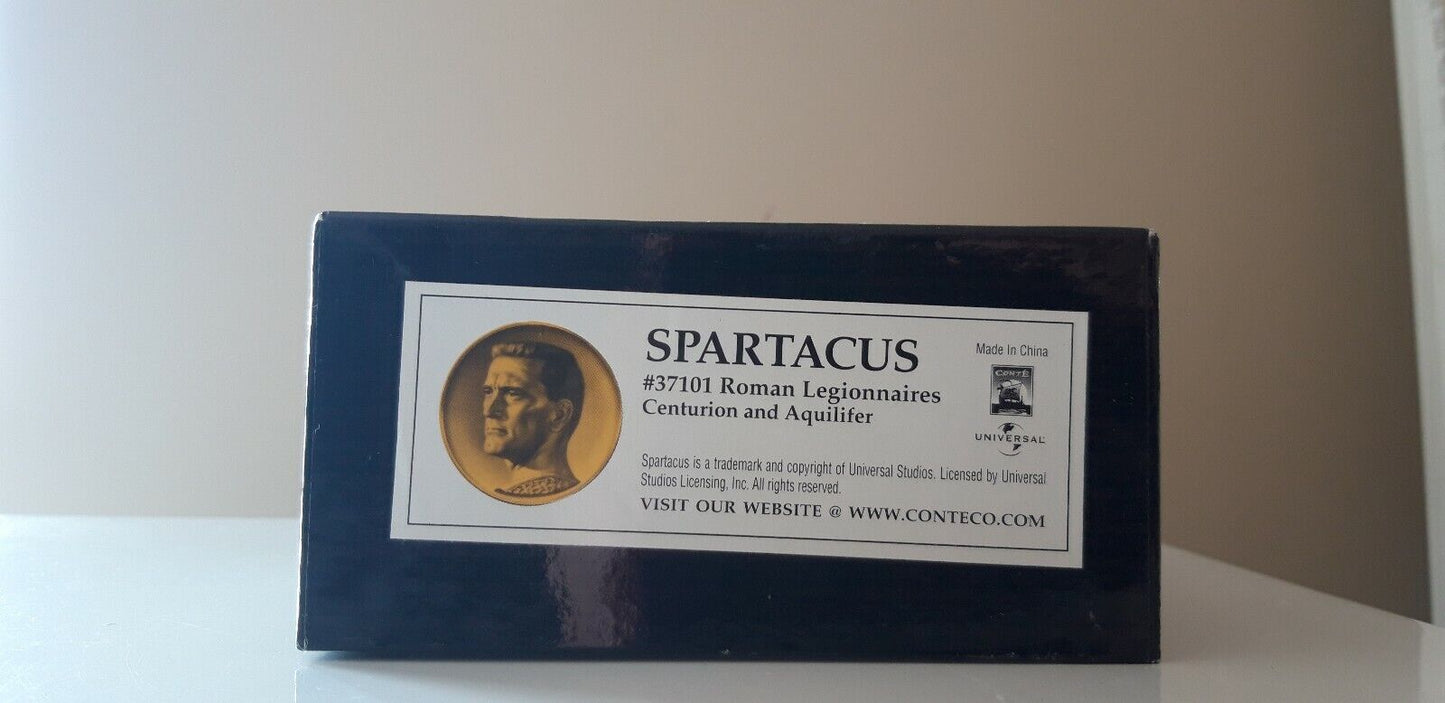 SPARTACUS
#37101 Roman Legionnaires
Centurion and Aquilifer
Made In China
CONTE
UNIVERSAL
Spartacus is a trademark and copyright of Universal Studios. Licensed by Universal
Studios Licensing, Inc. All rights reserved.
VISIT OUR WEBSITE @ WWW.CONTECO.COM